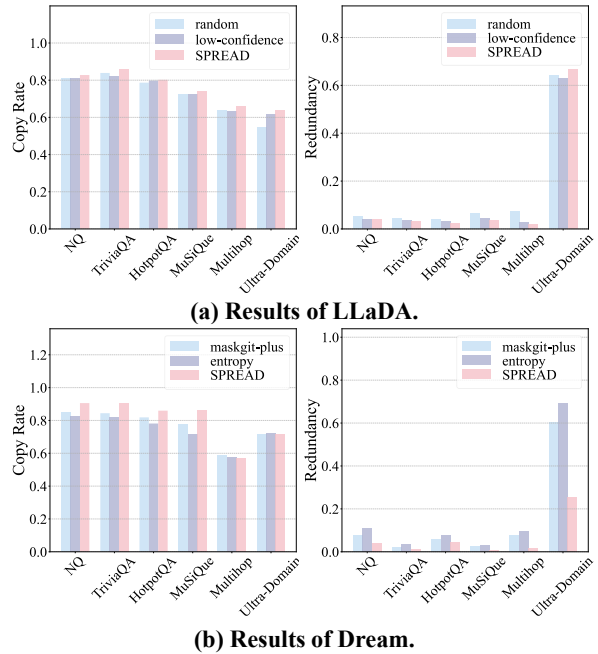 random
low-confidence
SPREAD
Copy Rate
1.0
0.8
0.6
0.4
0.2
0.0
NQ
TriviaQA
HotpotQA
MuSiQue
Multihop
Ultra-Domain
random
low-confidence
SPREAD
Redundancy
0.8
0.6
0.4
0.2
0.0
NQ
TriviaQA
HotpotQA
MuSiQue
Multihop
Ultra-Domain
(a) Results of LLaDA.
maskgit-plus
entropy
SPREAD
Copy Rate
1.2
1.0
0.8
0.6
0.4
0.2
0.0
NQ
TriviaQA
HotpotQA
MuSiQue
Multihop
Ultra-Domain
maskgit-plus
entropy
SPREAD
Redundancy
1.0
0.8
0.6
0.4
0.2
0.0
NQ
TriviaQA
HotpotQA
MuSiQue
Multihop
Ultra-Domain
(b) Results of Dream.